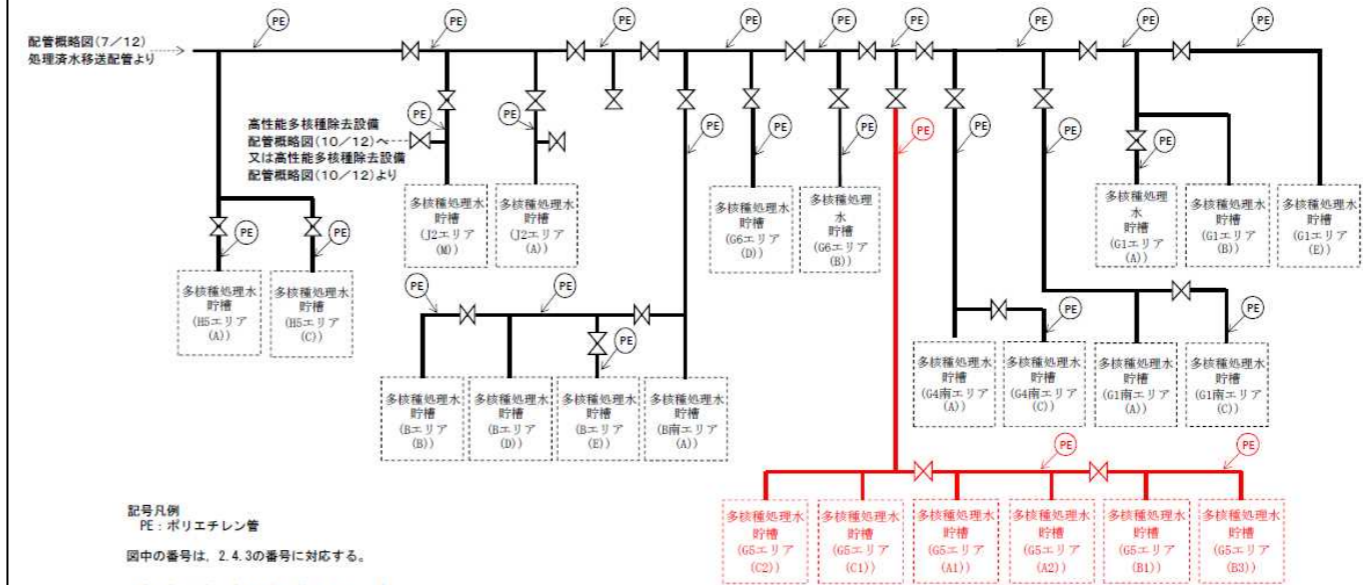 PE PE PE PE PE PE PE PE PE
配管概略図(7/12)
処理済水移送配管より
PE PE PE
高性能多核種除去設備
配管概略図(10/12)へ
又は高性能多核種除去設備
配管概略図(10/12)より
PE PE PE PE PE PE PE
多核種処理水
貯槽
(J2エリア
(M))
多核種処理水
貯槽
(J2エリア
(A))
多核種処理水
貯槽
(G6エリア
(D))
多核種処理
水
貯槽
(G6エリア
(B))
多核種処理
水
貯槽
(G1エリア
(A))
多核種処理水
貯槽
(G1エリア
(B))
多核種処理水
貯槽
(G1エリア
(E))
PE PE
多核種処理水
貯槽
(H5エリア
(A))
多核種処理水
貯槽
(H5エリア
(C))
PE PE PE PE PE
多核種処理水
貯槽
(Bエリア
(B))
多核種処理水
貯槽
(Bエリア
(D))
多核種処理水
貯槽
(Bエリア
(E))
多核種処理水
貯槽
(B南エリア
(A))
多核種処理水
貯槽
(G4南エリア
(A))
多核種処理水
貯槽
(G4南エリア
(C))
多核種処理水
貯槽
(G1南エリア
(A))
多核種処理水
貯槽
(G1南エリア
(C))
PE PE
多核種処理水
貯槽
(G5エリア
(C2))
多核種処理水
貯槽
(G5エリア
(C1))
多核種処理水
貯槽
(G5エリア
(A1))
多核種処理水
貯槽
(G5エリア
(A2))
多核種処理水
貯槽
(G5エリア
(B1))
多核種処理水
貯槽
(G5エリア
(B3))
記号凡例
PE:ポリエチレン管
図中の番号は、2.4.3の番号に対応する。